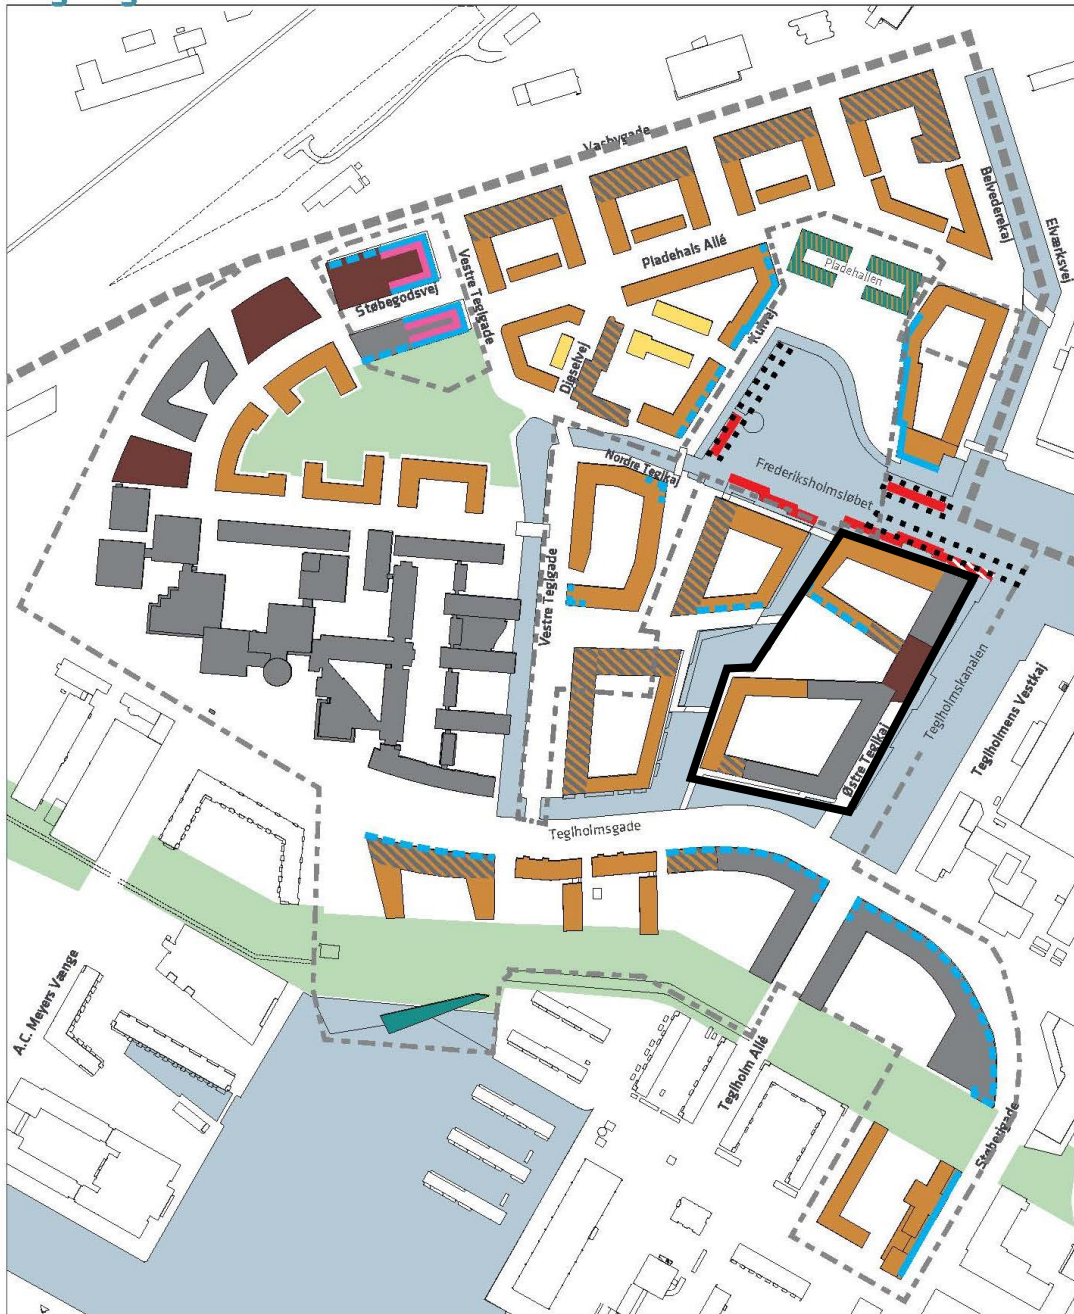 Vasbygade
Belvederekaj
Elværksvej
Pladehals Allé
Pladehallen
Vestre Teglgade
Støbegodsvej
Kulvej
Djeselvej
Nordre Teglkaj
Frederiksholmsløbet
Vestre Teglgade
Teglholmskanalen
Teglholmens Vestkaj
Østre Teglkaj
Teglholmsgade
A.C. Meyers Vænge
Teglholm Allé
Støberigade